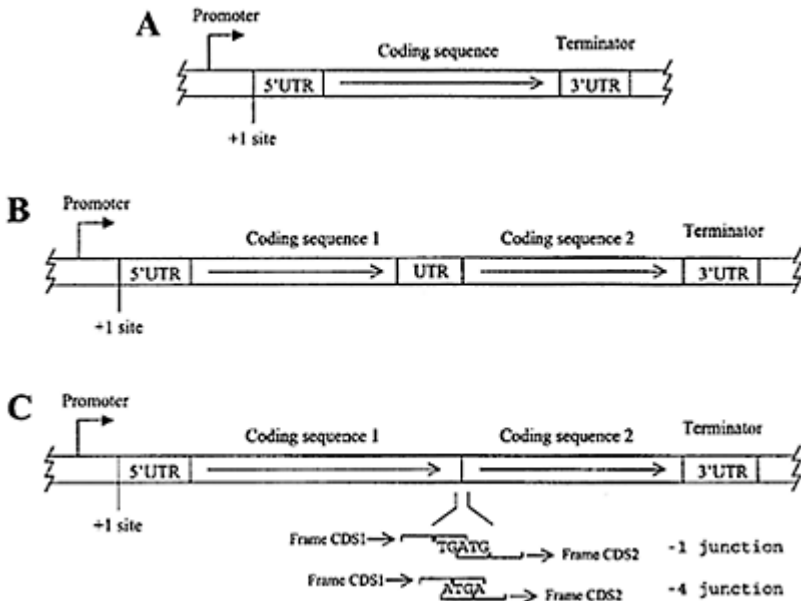 A
Promoter
Coding sequence
Terminator
5'UTR
3'UTR
+1 site
B
Promoter
Coding sequence 1
Coding sequence 2
Terminator
5'UTR
UTR
3'UTR
+1 site
C
Promoter
Coding sequence 1
Coding sequence 2
Terminator
5'UTR
3'UTR
+1 site
Frame CDS1
TGATG
Frame CDS2
-1 junction
Frame CDS1
ATGA
Frame CDS2
-4 junction